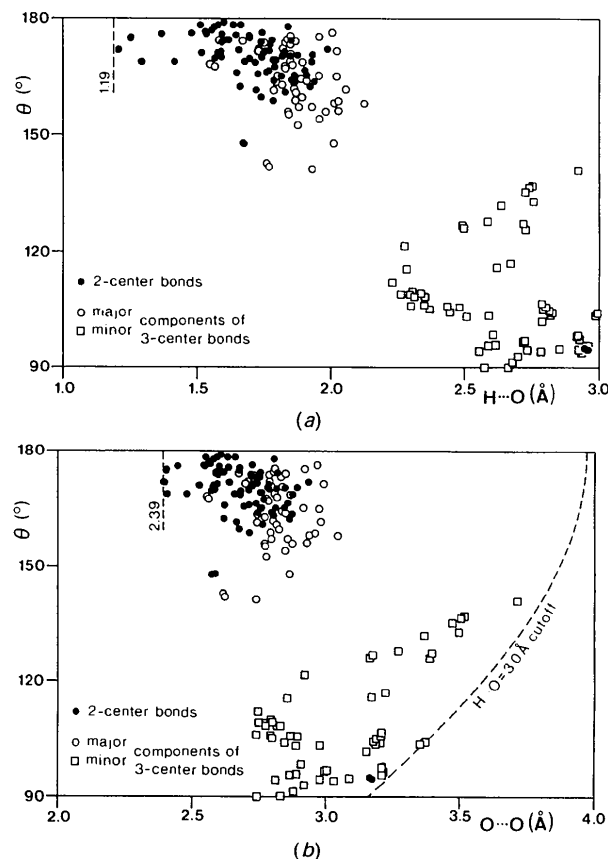 180
150
120
90
θ (°)
1.19
● 2-center bonds
○ major
□ minor
components of
3-center bonds
1.0
1.5
2.0
2.5
3.0
H···O (Å)
(a)
180
150
120
90
θ (°)
2.39
● 2-center bonds
○ major
□ minor
components of
3-center bonds
H O=3.0Å cutoff
2.0
2.5
3.0
3.5
4.0
O···O (Å)
(b)